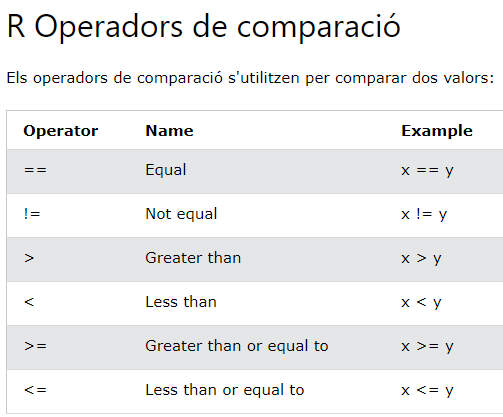 R Operadors de comparació
Els operadors de comparació s'utilitzen per comparar dos valors:
Operator Name Example
== Equal x == y
!= Not equal x != y
> Greater than x > y
< Less than x < y
>= Greater than or equal to x >= y
<= Less than or equal to x <= y